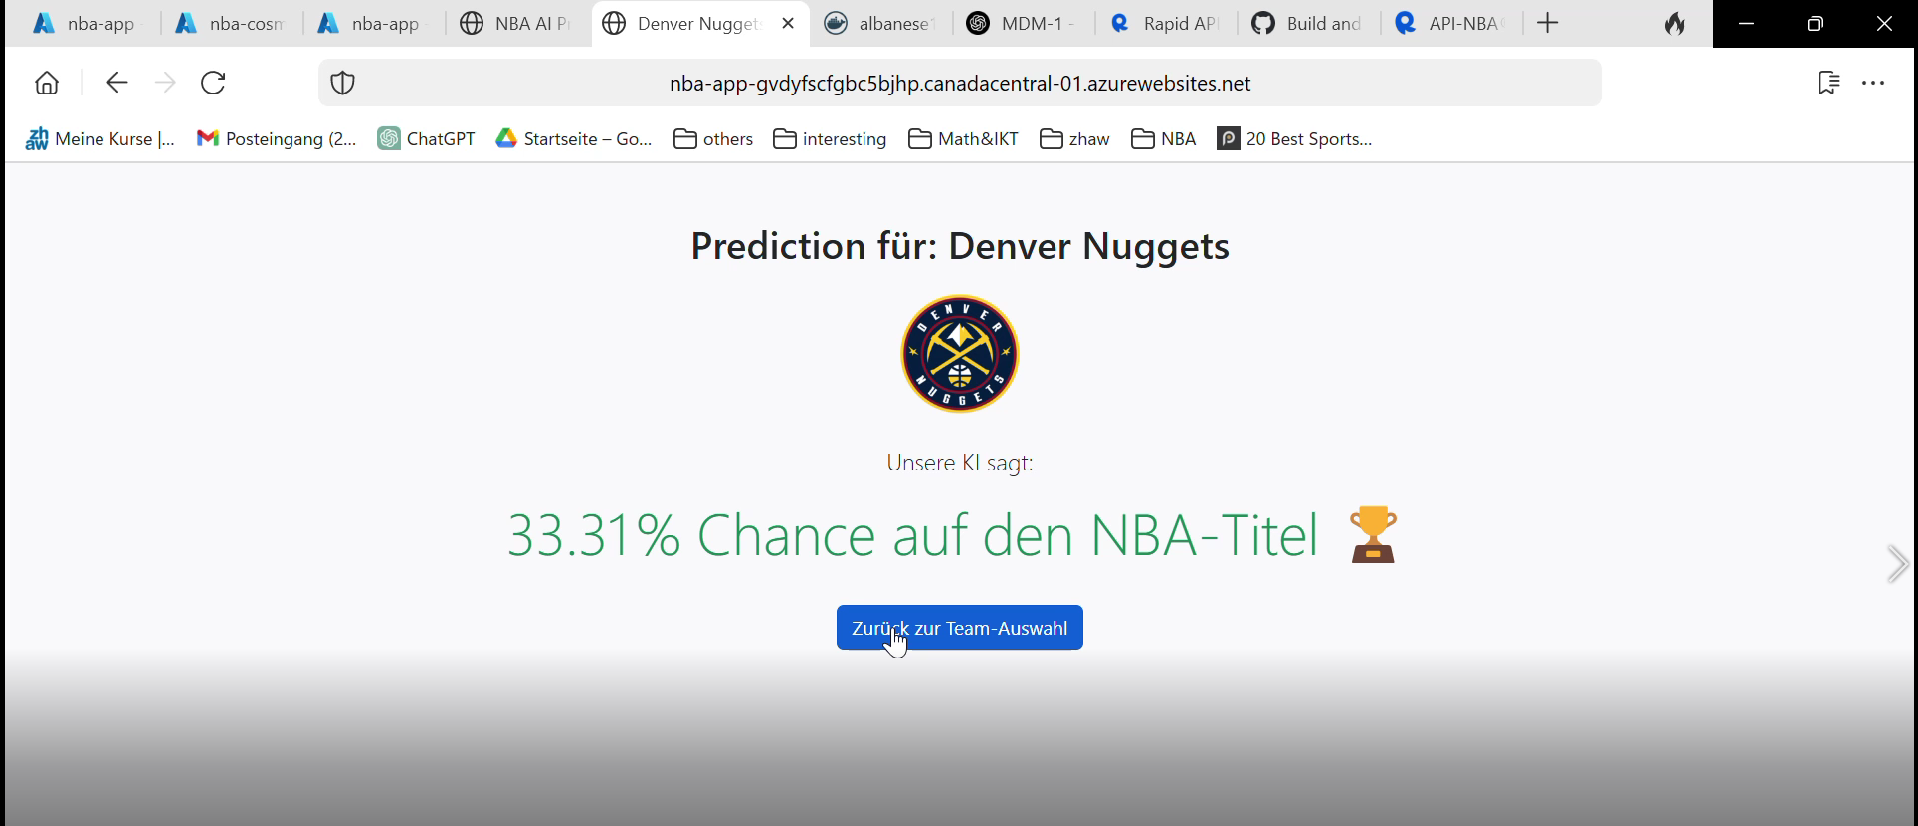 nba-app nba-cosm nba-app NBA AI Pr Denver Nugget albanese MDM-1 - Rapid API Build and API-NBA
nba-app-gvdyfscfgbc5bjhp.canadacentral-01.azurewebsites.net
zh aw Meine Kurse |... Posteingang (2... ChatGPT Startseite – Go... others interesting Math&IKT zhaw NBA 20 Best Sports...
Prediction für: Denver Nuggets
DENVER
NUGGETS
Unsere KI sagt:
33.31% Chance auf den NBA-Titel
Zurück zur Team-Auswahl